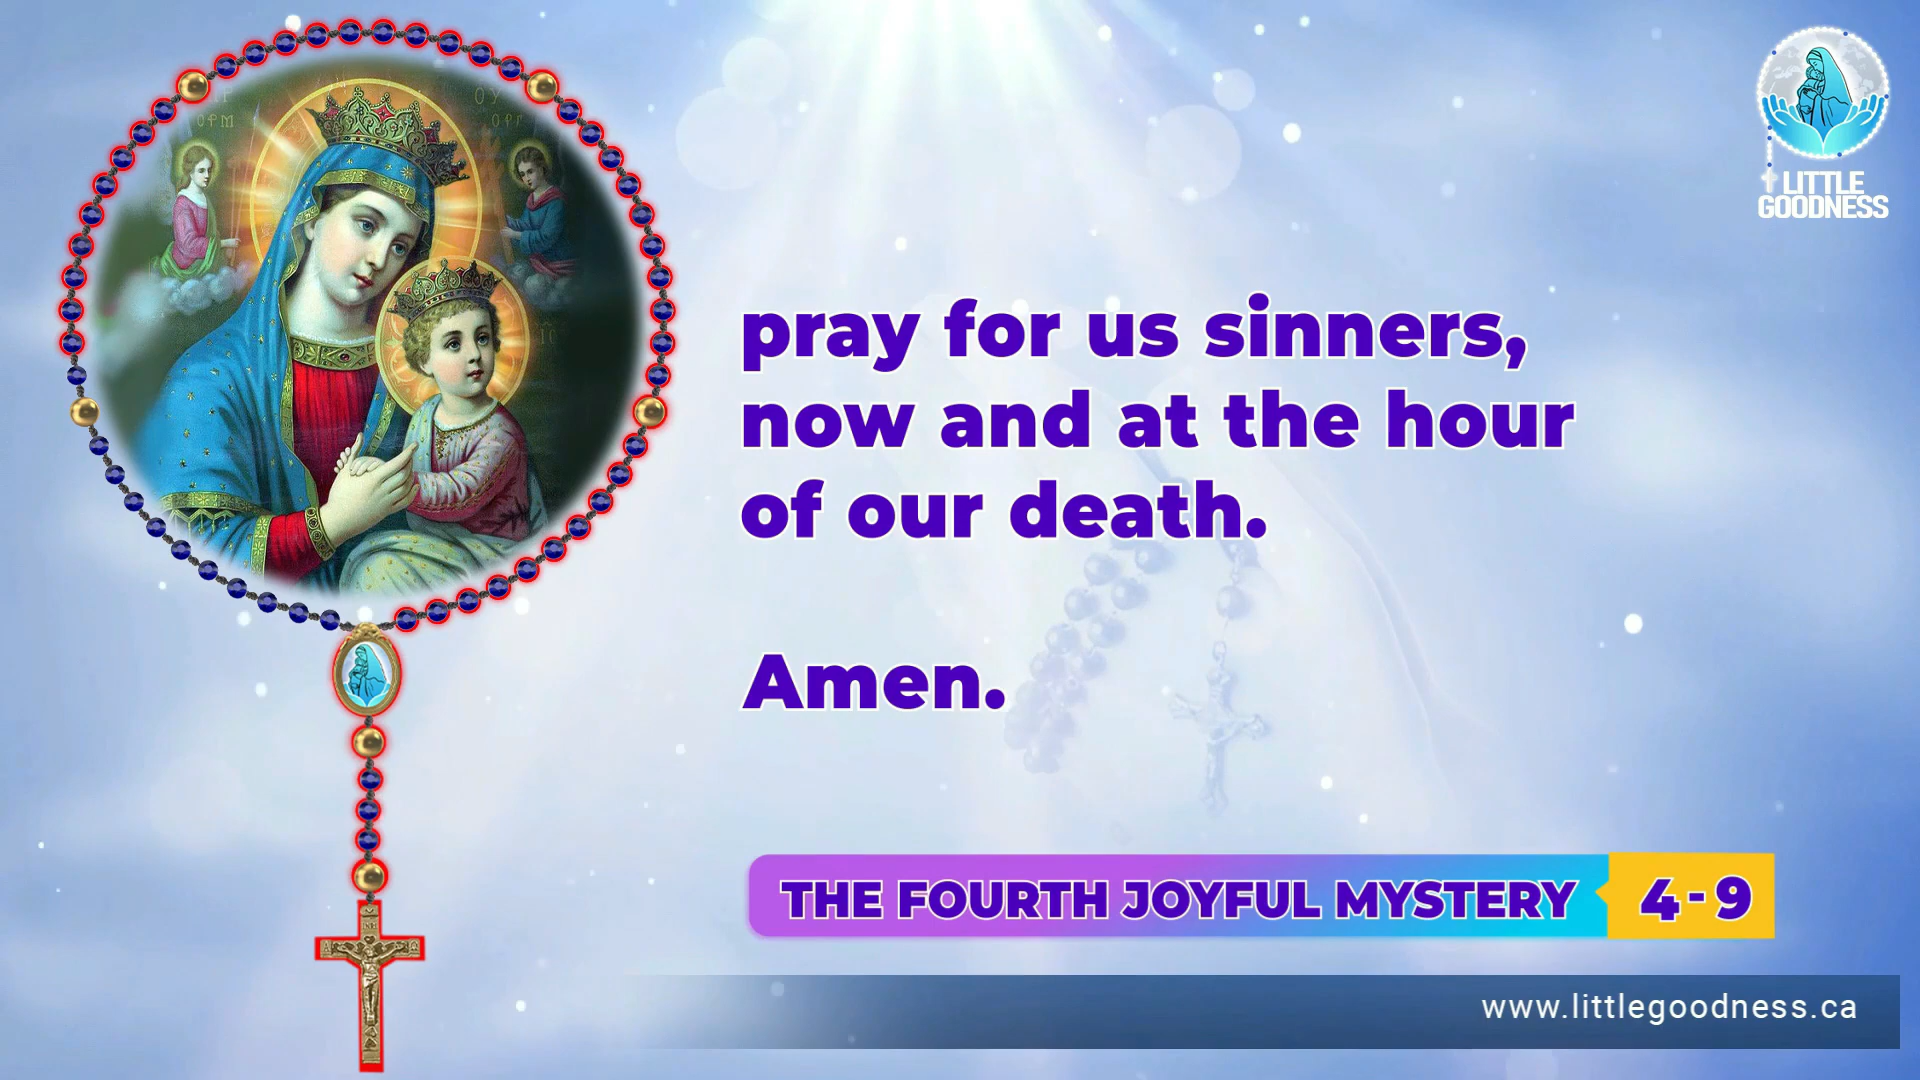 LITTLE
GOODNESS
pray for us sinners,
now and at the hour
of our death.
Amen.
THE FOURTH JOYFUL MYSTERY 4-9
www.littlegoodness.ca